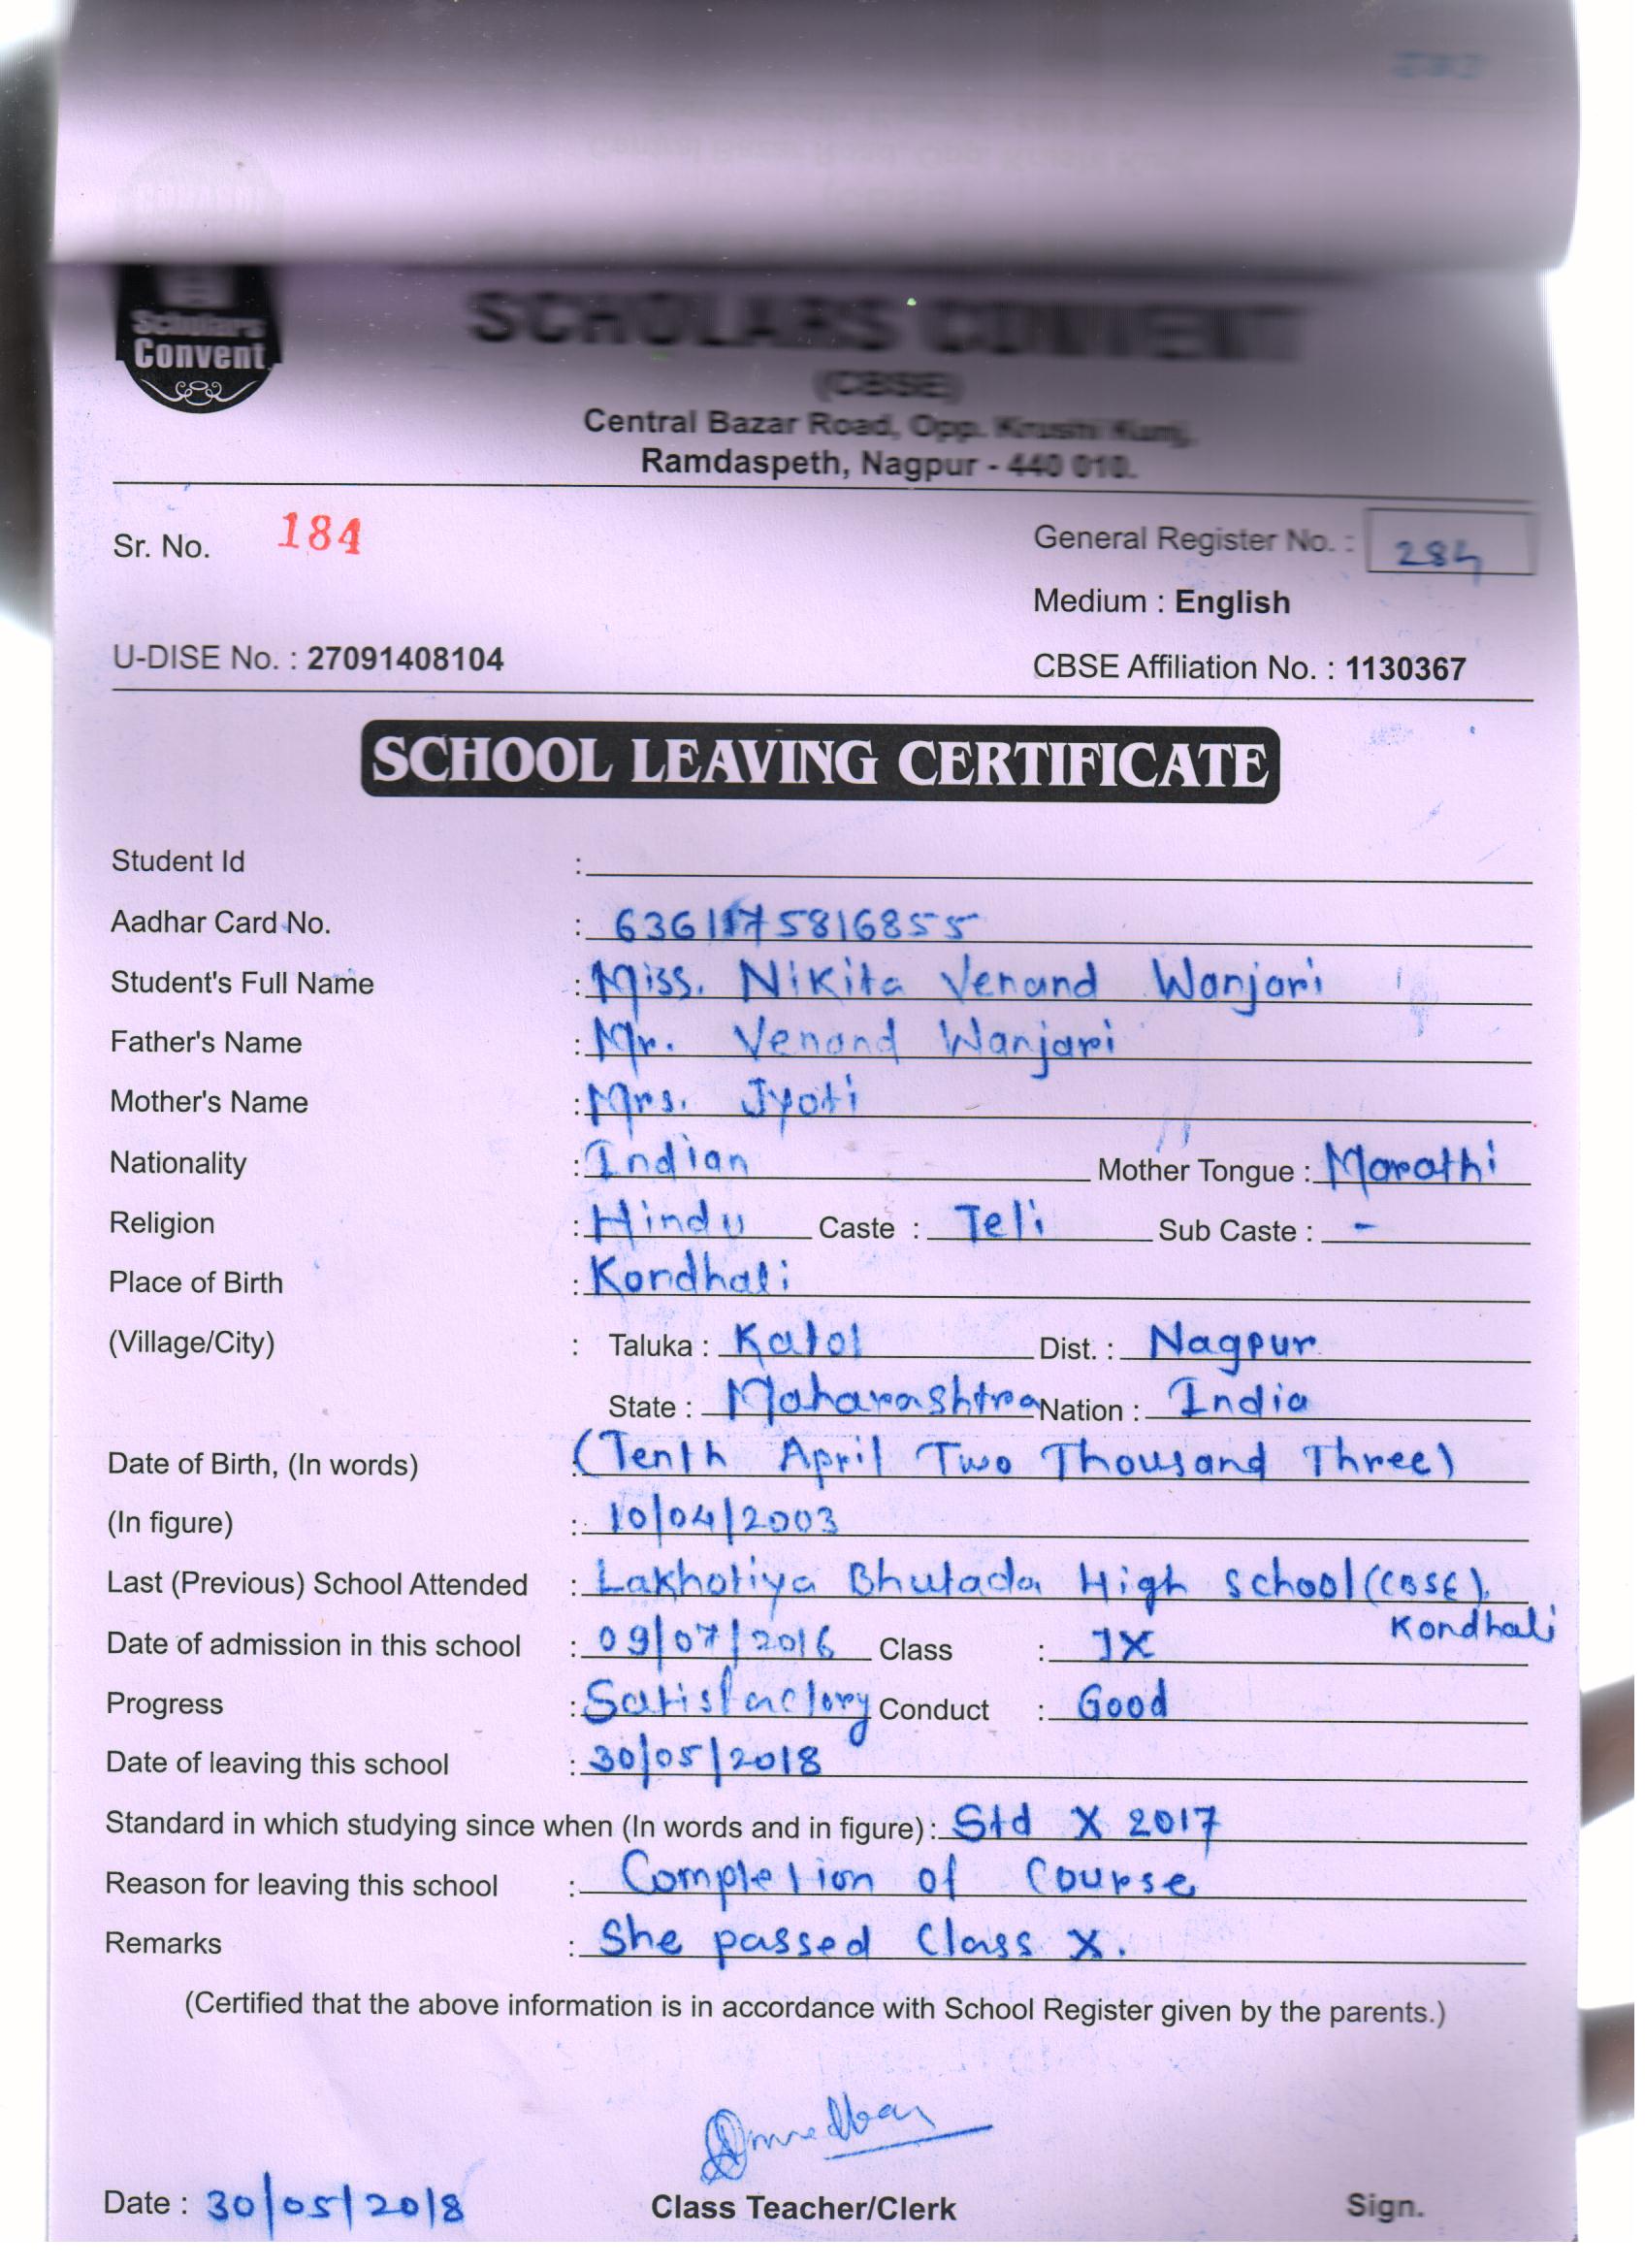 Scholars
Convent
SCHOLARS CONVENT
(CBSE)
Central Bazar Road, Opp. Krushi Kunj,
Ramdaspeth, Nagpur - 440 010.
Sr. No. 184
General Register No. : 284
Medium : English
U-DISE No. : 27091408104
CBSE Affiliation No. : 1130367
SCHOOL LEAVING CERTIFICATE
Student Id :
Aadhar Card No. :
Student's Full Name : Miss. Nikita Venand Wanjari
Father's Name : Mr. Venand Wanjari
Mother's Name : Mrs. Jyoti
Nationality : Indian Mother Tongue : Marathi
Religion : Hindu Caste : Teli Sub Caste : -
Place of Birth : Kondhali
(Village/City) : Taluka : Katol Dist. : Nagpur
State : Maharashtra Nation : India
Date of Birth, (In words) : (Tenth April Two Thousand Three)
(In figure) : 10/04/2003
Last (Previous) School Attended : Lakhotiya Bhutada High School (CBSE).
Kondhali
Date of admission in this school : 09/07/2016 Class : IX
Progress : Satisfactory Conduct : Good
Date of leaving this school : 30/05/2018
Standard in which studying since when (In words and in figure) : Std X 2017
Reason for leaving this school : Completion of Course
Remarks : She passed Class X.
(Certified that the above information is in accordance with School Register given by the parents.)
Date : 30/05/2018
Class Teacher/Clerk
Sign.